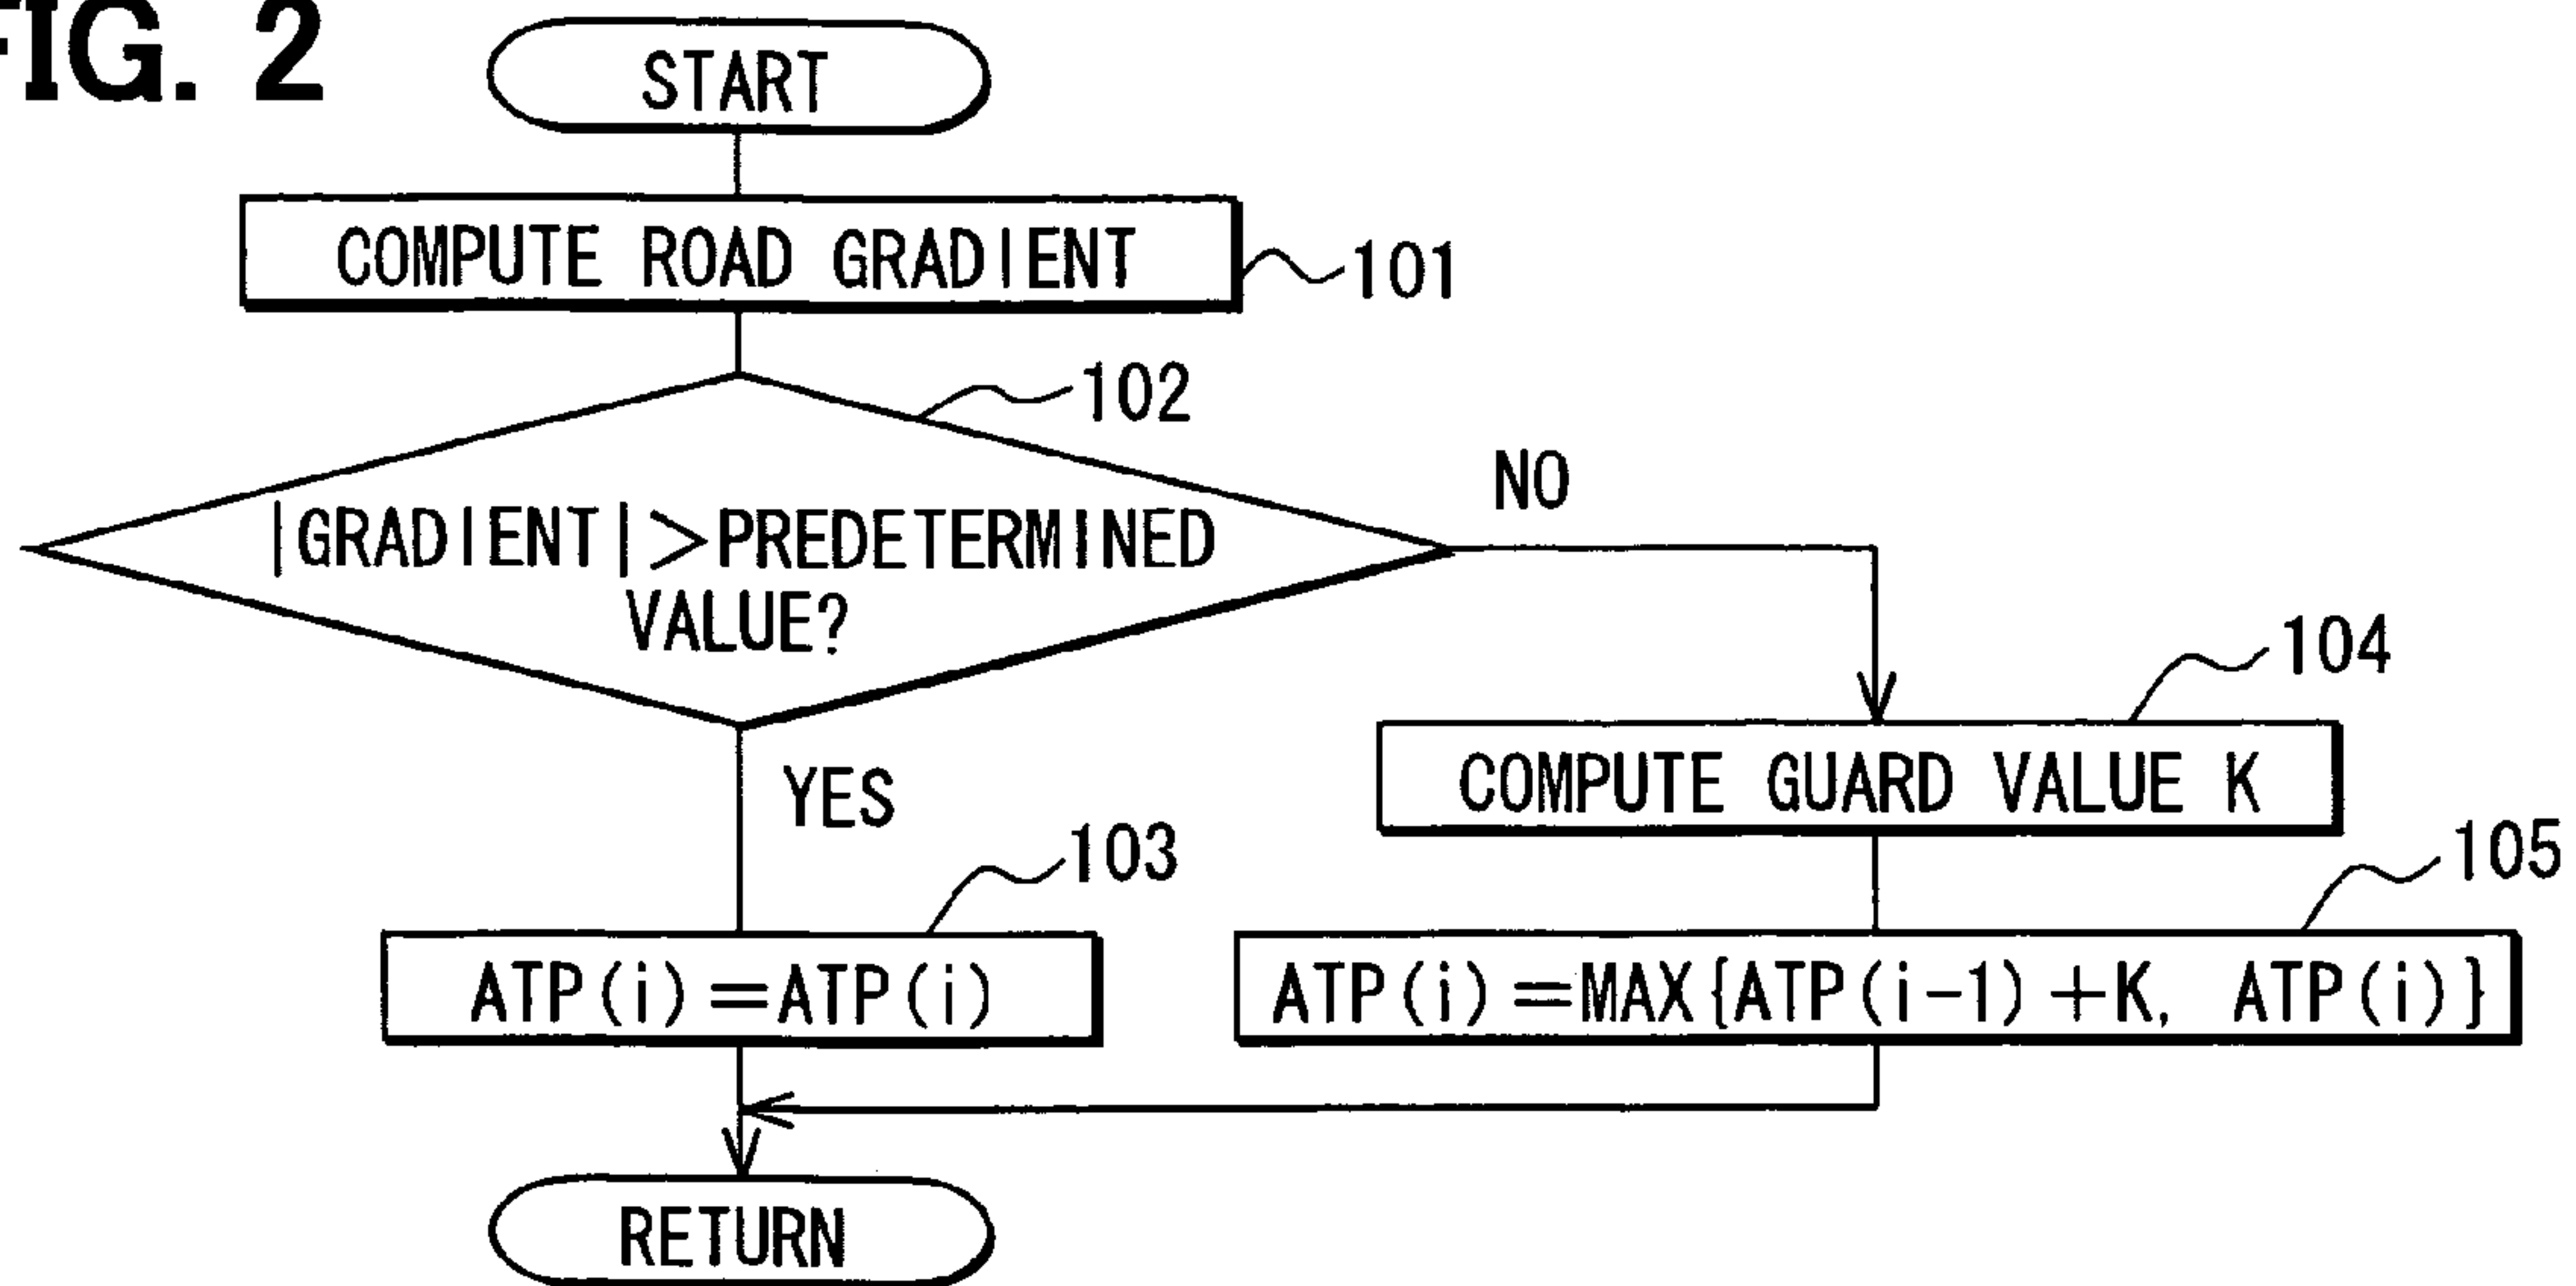 FIG. 2
START
COMPUTE ROAD GRADIENT
101
102
|GRADIENT|>PREDETERMINED
VALUE?
NO
YES
104
COMPUTE GUARD VALUE K
103
ATP(i)=ATP(i)
105
ATP(i)=MAX{ATP(i-1)+K, ATP(i)}
RETURN